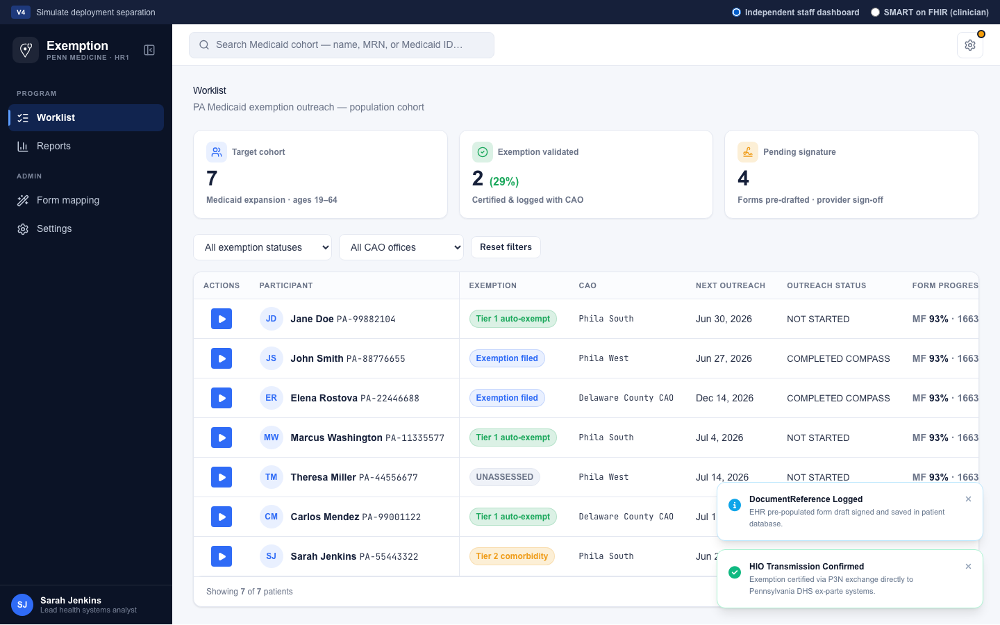 V4 Simulate deployment separation
Independent staff dashboard SMART on FHIR (clinician)
Exemption
PENN MEDICINE · HR1
Search Medicaid cohort — name, MRN, or Medicaid ID…
PROGRAM
Worklist
Reports
ADMIN
Form mapping
Settings
Sarah Jenkins
SJ
Lead health systems analyst
Worklist
PA Medicaid exemption outreach — population cohort
Target cohort
7
Medicaid expansion · ages 19–64
Exemption validated
2 (29%)
Certified & logged with CAO
Pending signature
4
Forms pre-drafted · provider sign-off
All exemption statuses All CAO offices Reset filters
ACTIONS PARTICIPANT EXEMPTION CAO NEXT OUTREACH OUTREACH STATUS FORM PROGRES
JD Jane Doe PA-99882104 Tier 1 auto-exempt Phila South Jun 30, 2026 NOT STARTED MF 93% · 1663
JS John Smith PA-88776655 Exemption filed Phila West Jun 27, 2026 COMPLETED COMPASS MF 93% · 1663
ER Elena Rostova PA-22446688 Exemption filed Delaware County CAO Dec 14, 2026 COMPLETED COMPASS MF 93% · 1663
MW Marcus Washington PA-11335577 Tier 1 auto-exempt Phila South Jul 4, 2026 NOT STARTED MF 93% · 1663
TM Theresa Miller PA-44556677 UNASSESSED Phila West Jul 14, 2026 NOT STARTED MF 93% · 1663
CM Carlos Mendez PA-99001122 Tier 1 auto-exempt Delaware County CAO Jul 1
SJ Sarah Jenkins PA-55443322 Tier 2 comorbidity Phila South Jun 2
Showing 7 of 7 patients
DocumentReference Logged
EHR pre-populated form draft signed and saved in patient
database.
HIO Transmission Confirmed
Exemption certified via P3N exchange directly to
Pennsylvania DHS ex-parte systems.